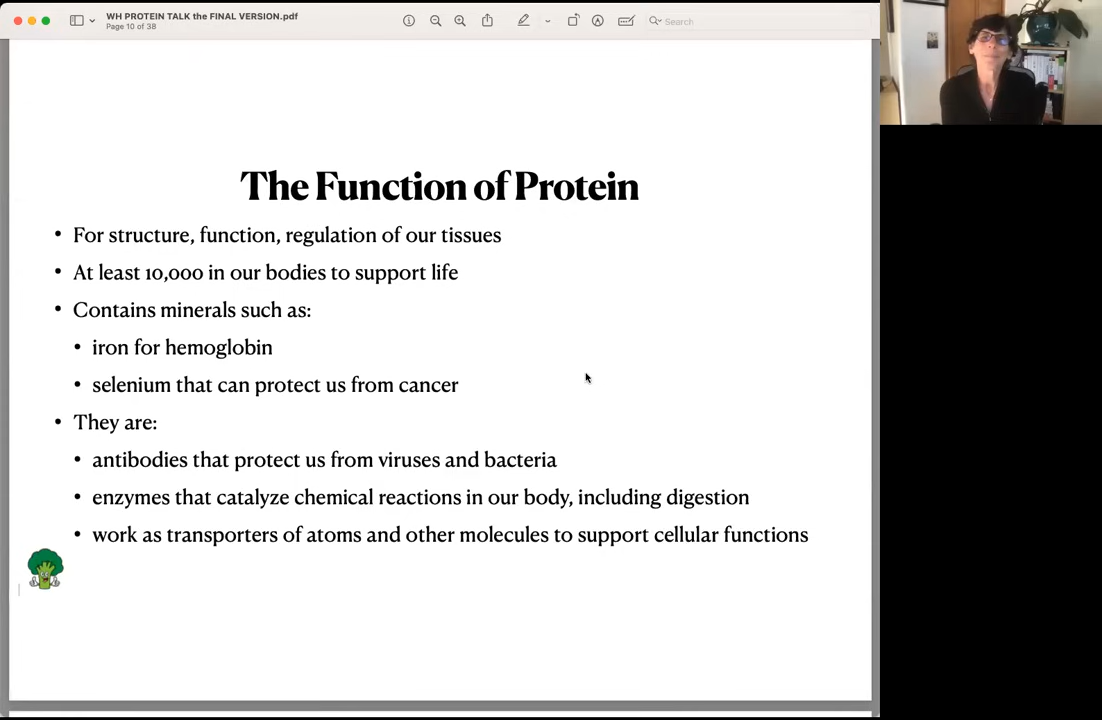 WH PROTEIN TALK the FINAL VERSION.pdf
Page 10 of 38
Search
The Function of Protein
• For structure, function, regulation of our tissues
• At least 10,000 in our bodies to support life
• Contains minerals such as:
• iron for hemoglobin
• selenium that can protect us from cancer
• They are:
• antibodies that protect us from viruses and bacteria
• enzymes that catalyze chemical reactions in our body, including digestion
• work as transporters of atoms and other molecules to support cellular functions